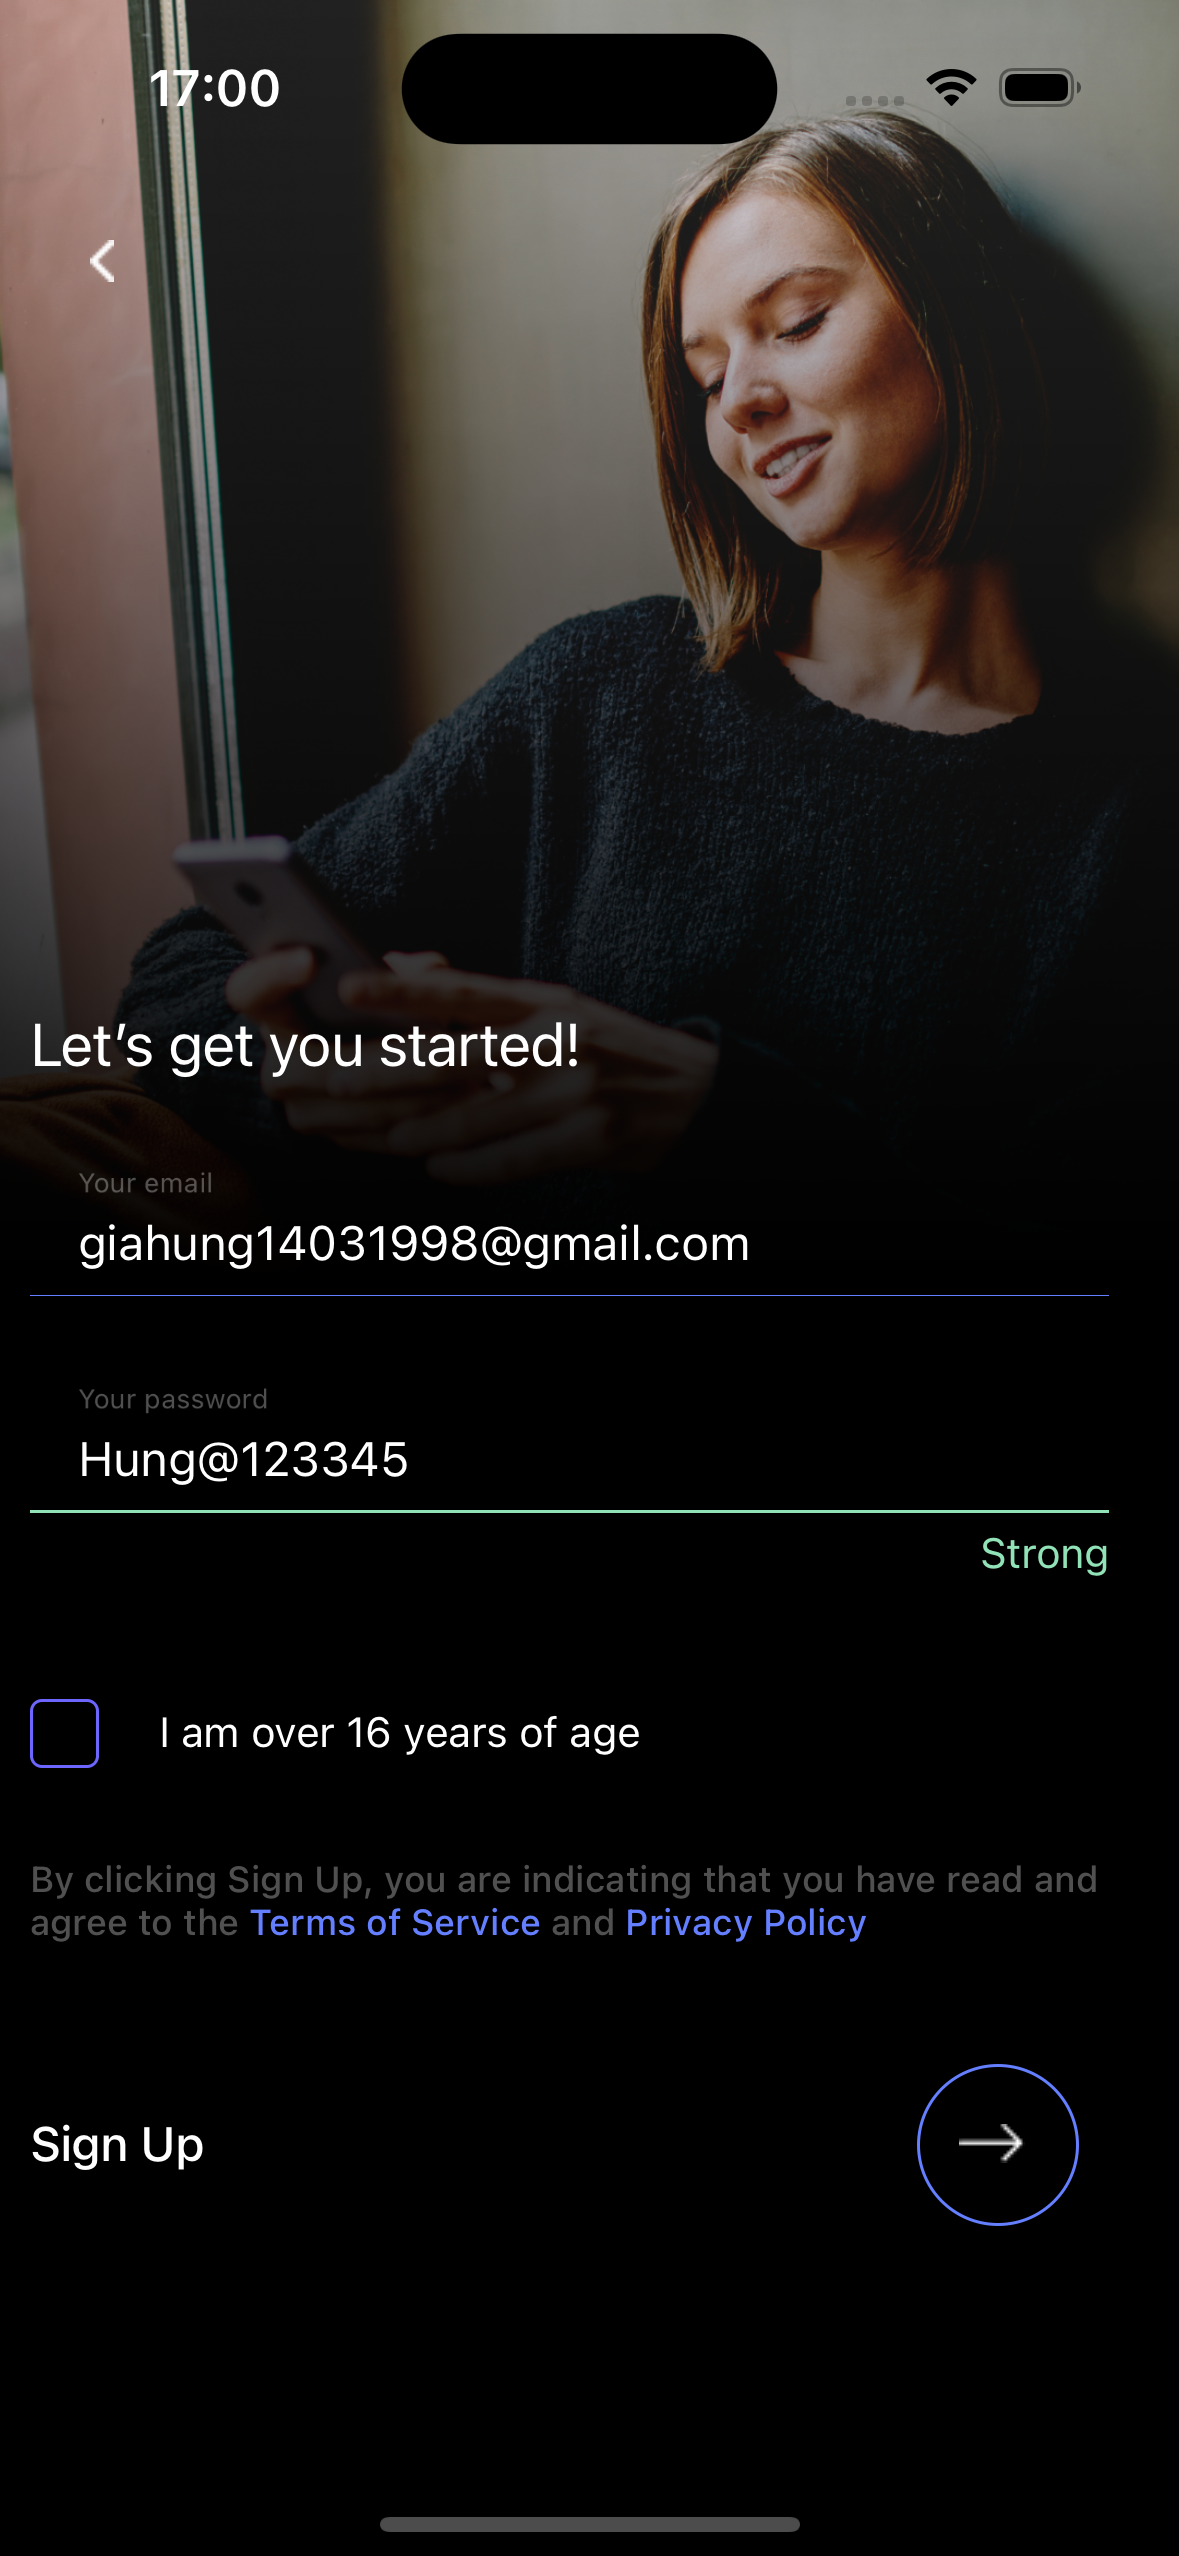 17:00
Let’s get you started!
Your email
giahung14031998@gmail.com
Your password
Hung@123345
Strong
I am over 16 years of age
By clicking Sign Up, you are indicating that you have read and
agree to the Terms of Service and Privacy Policy
Sign Up